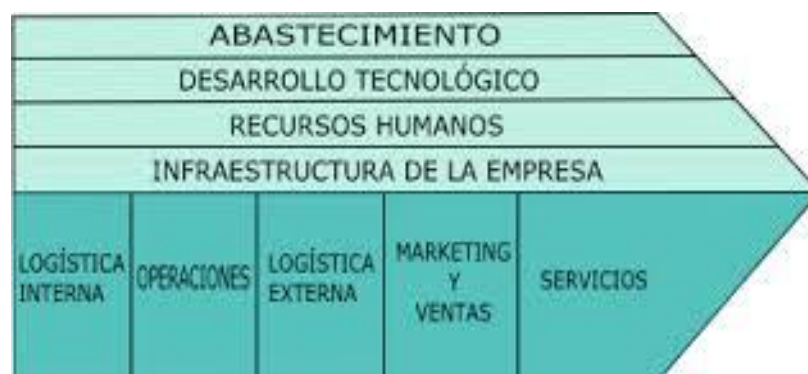 ABASTECIMIENTO
DESARROLLO TECNOLÓGICO
RECURSOS HUMANOS
INFRAESTRUCTURA DE LA EMPRESA
LOGÍSTICA
INTERNA
OPERACIONES
LOGÍSTICA
EXTERNA
MARKETING
Y
VENTAS
SERVICIOS